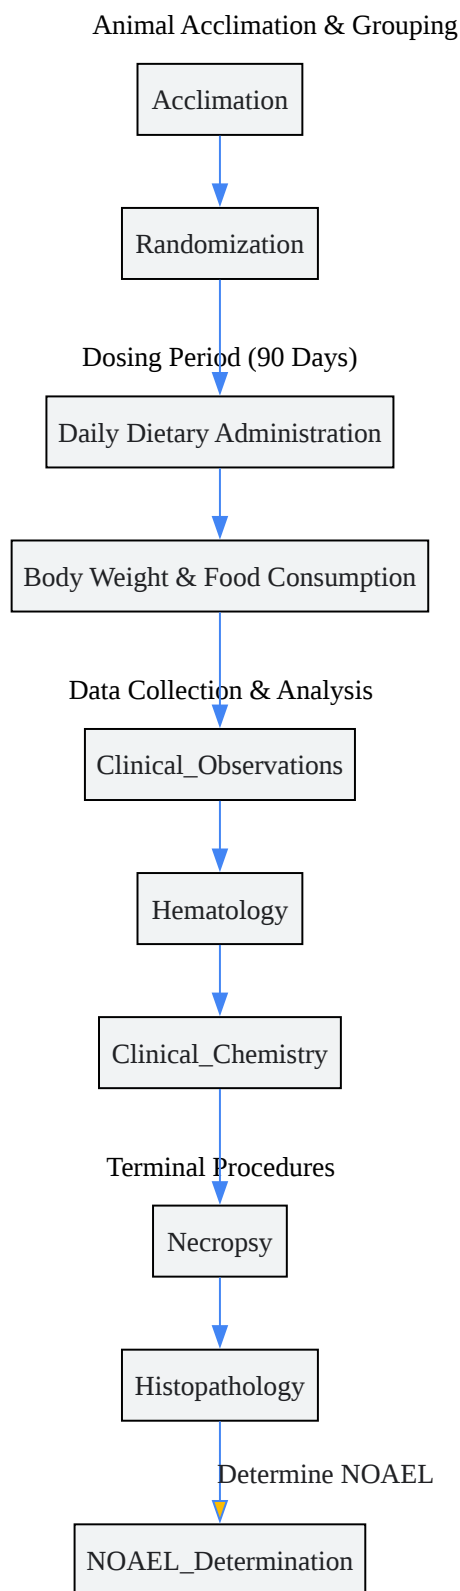 Animal Acclimation & Grouping
Acclimation
Randomization
Dosing Period (90 Days)
Daily Dietary Administration
Body Weight & Food Consumption
Data Collection & Analysis
Clinical_Observations
Hematology
Clinical_Chemistry
Terminal Procedures
Necropsy
Histopathology
Determine NOAEL
NOAEL_Determination